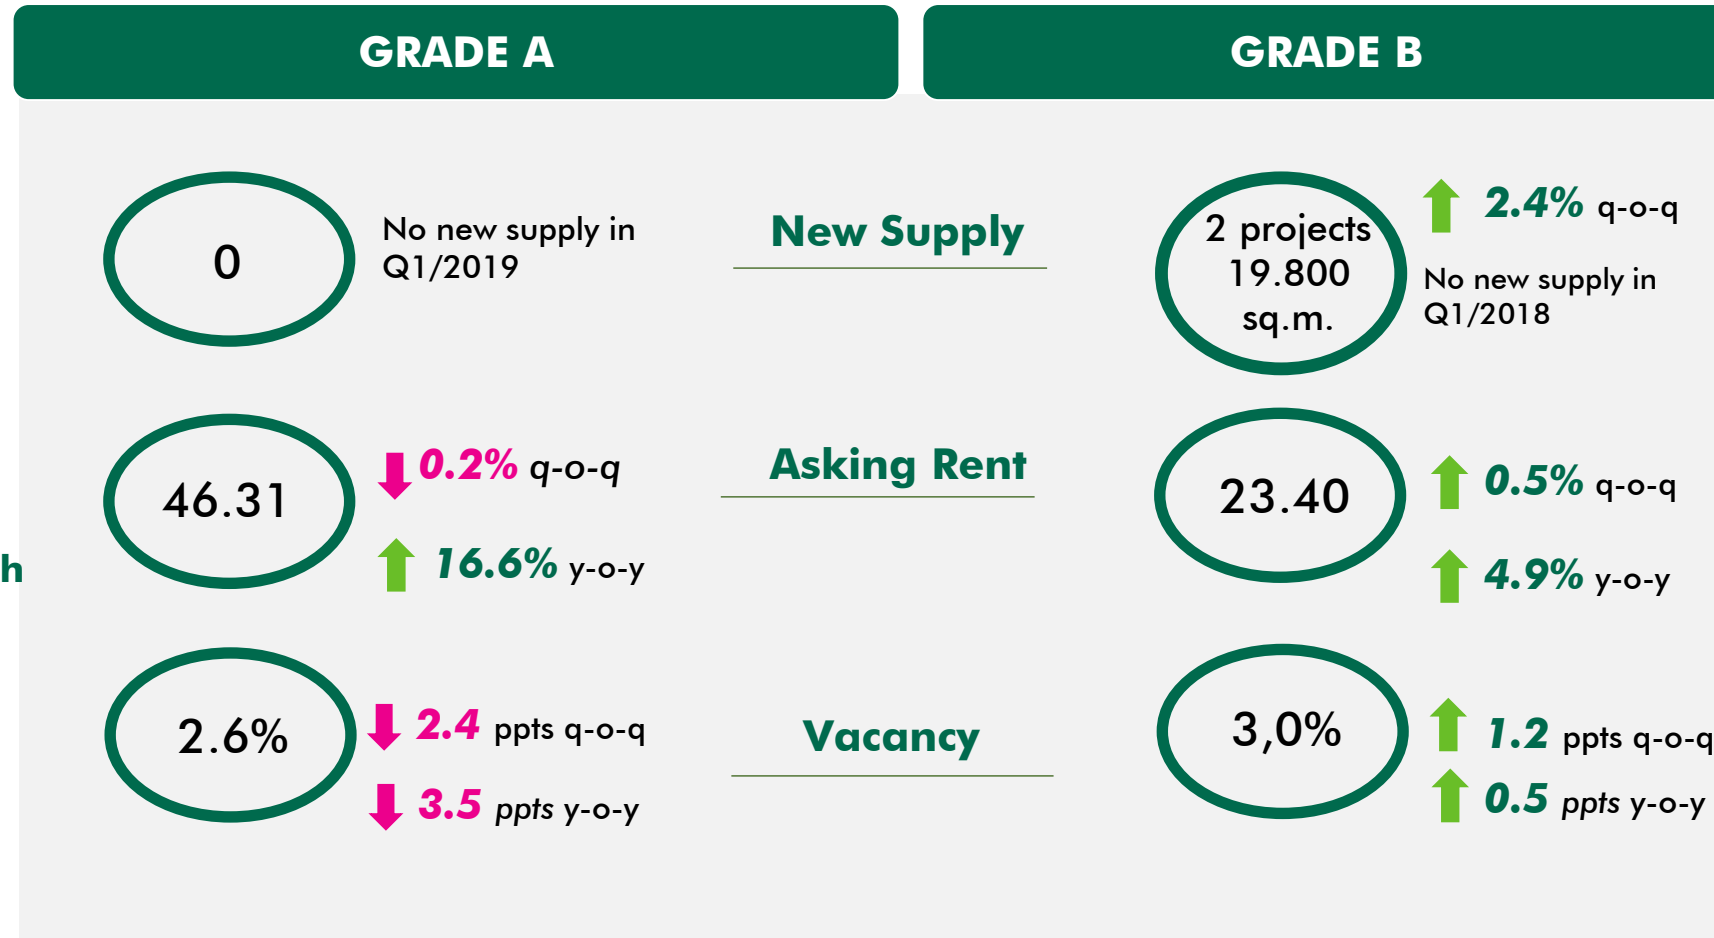 GRADE A
GRADE B
0
No new supply in
Q1/2019
New Supply
2 projects
19.800
sq.m.
2.4% q-o-q
No new supply in
Q1/2018
46.31
0.2% q-o-q
16.6% y-o-y
Asking Rent
23.40
0.5% q-o-q
4.9% y-o-y
h
2.6%
2.4 ppts q-o-q
3.5 ppts y-o-y
Vacancy
3,0%
1.2 ppts q-o-q
0.5 ppts y-o-y